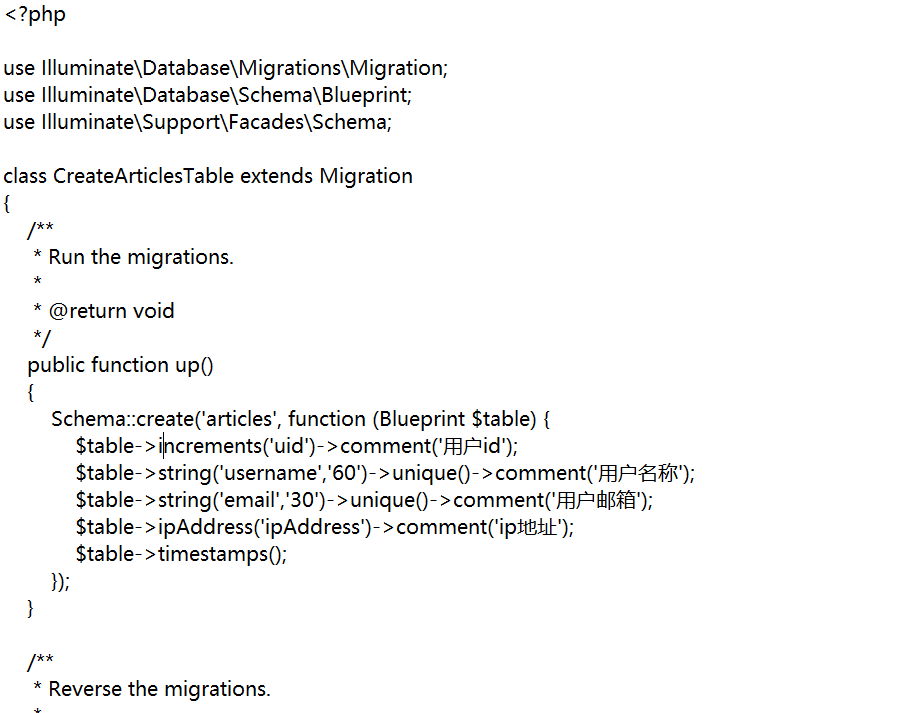 <?php
use Illuminate\Database\Migrations\Migration;
use Illuminate\Database\Schema\Blueprint;
use Illuminate\Support\Facades\Schema;
class CreateArticlesTable extends Migration
{
/**
* Run the migrations.
*
* @return void
*/
public function up()
{
Schema::create('articles', function (Blueprint $table) {
$table->increments('uid')->comment('用户id');
$table->string('username','60')->unique()->comment('用户名称');
$table->string('email','30')->unique()->comment('用户邮箱');
$table->ipAddress('ipAddress')->comment('ip地址');
$table->timestamps();
});
}
/**
* Reverse the migrations.
*